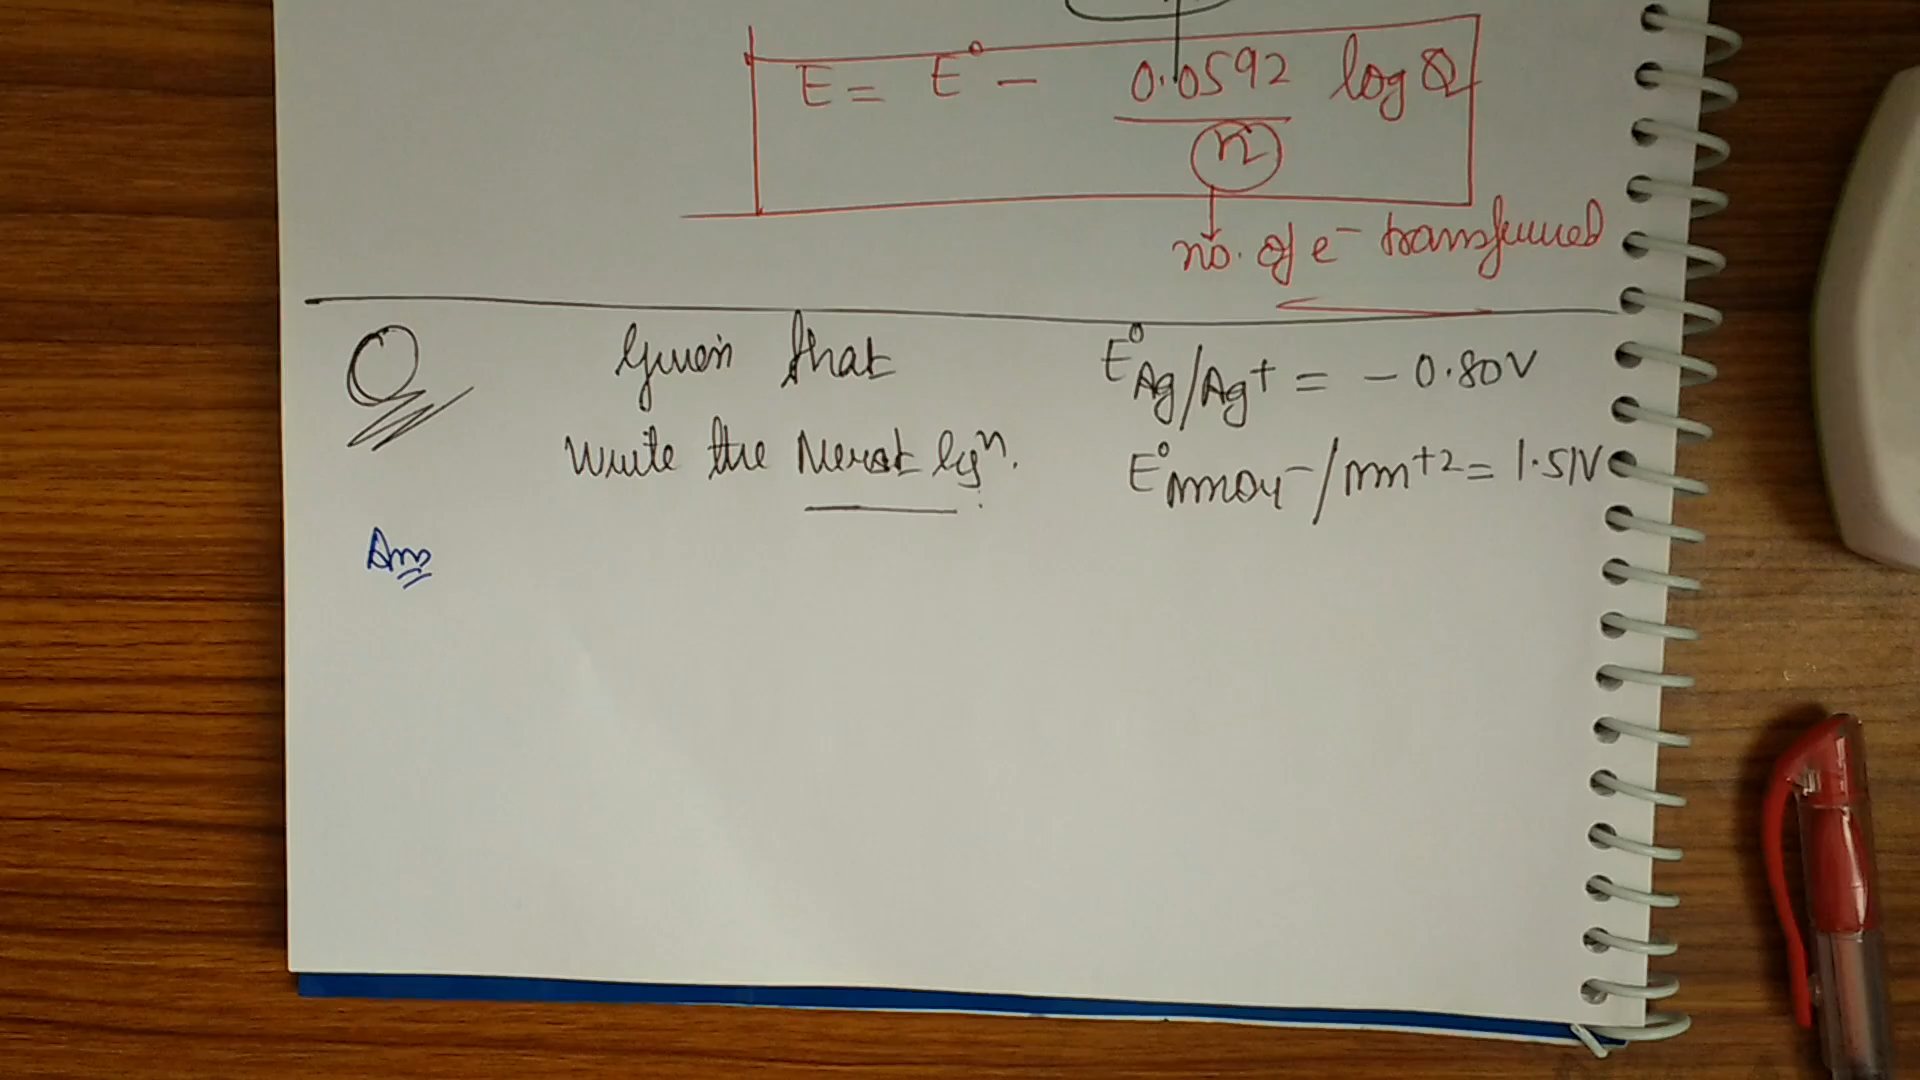 E = E° - 0.0592 / n log Q
no. of e⁻ transferred
Q Given that E°Ag/Ag+ = - 0.80V
Write the Nernst Eqⁿ. E°MnO4⁻/Mn+2 = 1.51V
Ans